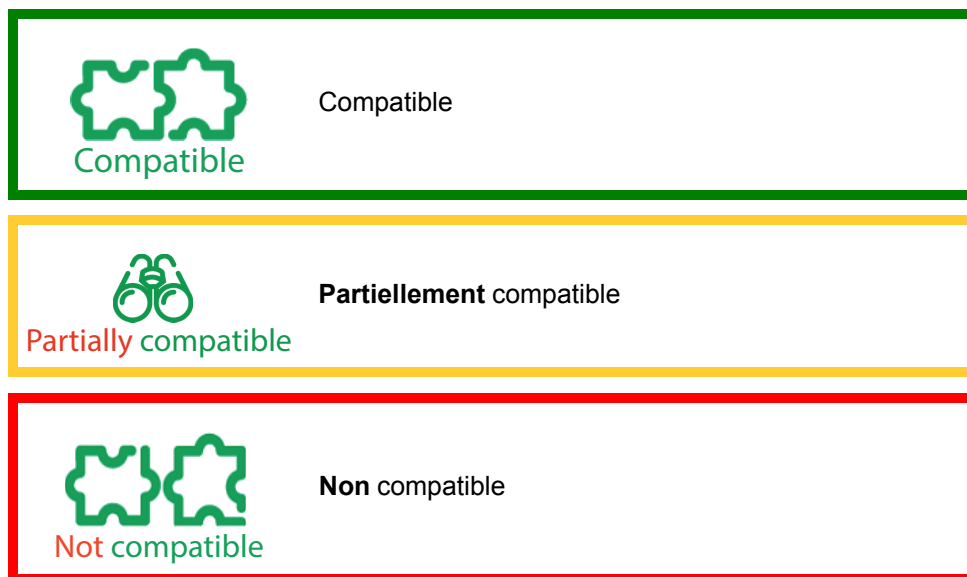 Compatible
Compatible
Partiellement compatible
Partially compatible
Non compatible
Not compatible